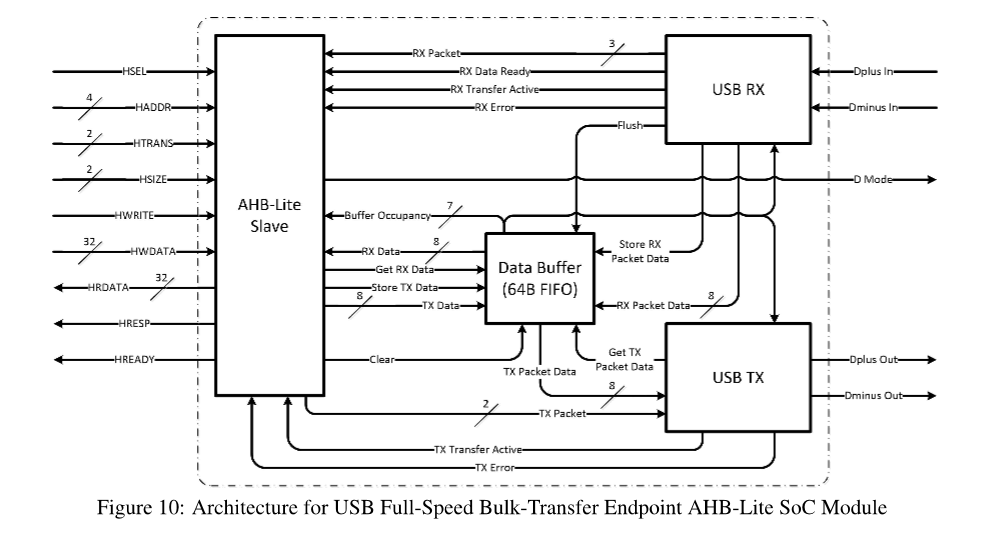 3
RX Packet
HSEL
RX Data Ready
Dplus In
RX Transfer Active
USB RX
4
HADDR
RX Error
Dminus In
Flush
2
HTRANS
2
HSIZE
D Mode
AHB-Lite
Slave
HWRITE
Buffer Occupancy
7
32
HWDATA
RX Data
8
Store RX
Packet Data
Data Buffer
(64B FIFO)
Get RX Data
HRDATA
32
Store TX Data
8
TX Data
RX Packet Data
8
HRESP
HREADY
Clear
TX Packet Data
Get TX
Packet Data
USB TX
Dplus Out
8
Dminus Out
2
TX Packet
TX Transfer Active
TX Error
Figure 10: Architecture for USB Full-Speed Bulk-Transfer Endpoint AHB-Lite SoC Module